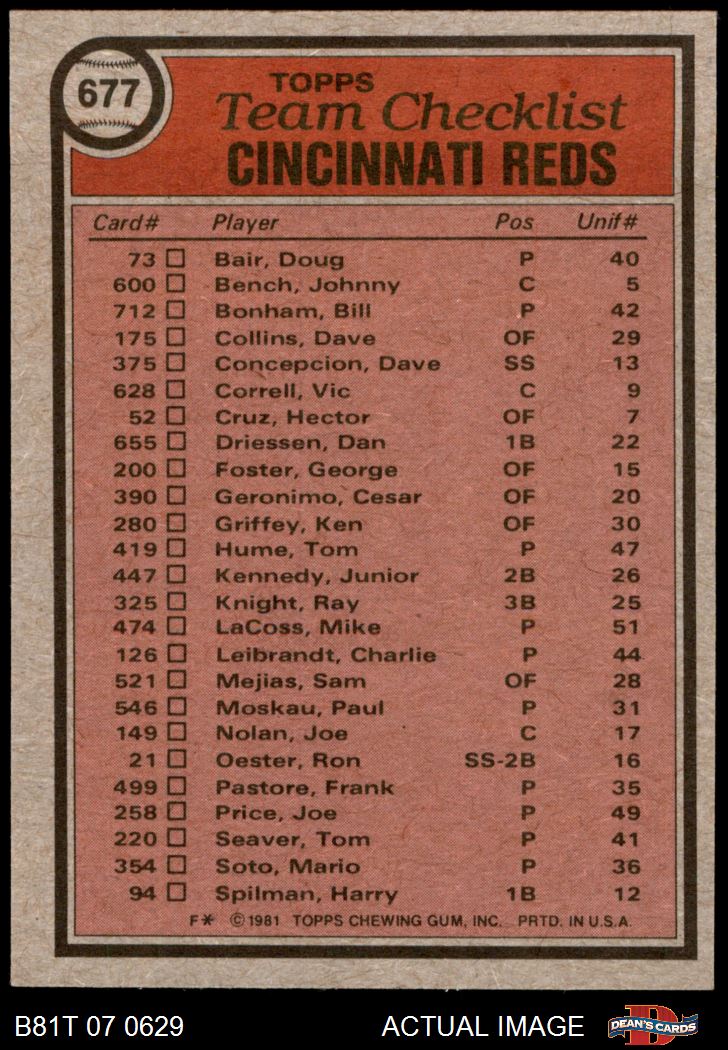 677
TOPPS
Team Checklist
CINCINNATI REDS
Card# Player Pos Unif#
73 Bair, Doug P 40
600 Bench, Johnny C 5
712 Bonham, Bill P 42
175 Collins, Dave OF 29
375 Concepcion, Dave SS 13
628 Correll, Vic C 9
52 Cruz, Hector OF 7
655 Driessen, Dan 1B 22
200 Foster, George OF 15
390 Geronimo, Cesar OF 20
280 Griffey, Ken OF 30
419 Hume, Tom P 47
447 Kennedy, Junior 2B 26
325 Knight, Ray 3B 25
474 LaCoss, Mike P 51
126 Leibrandt, Charlie P 44
521 Mejias, Sam OF 28
546 Moskau, Paul P 31
149 Nolan, Joe C 17
21 Oester, Ron SS-2B 16
499 Pastore, Frank P 35
258 Price, Joe P 49
220 Seaver, Tom P 41
354 Soto, Mario P 36
94 Spilman, Harry 1B 12
F* ©1981 TOPPS CHEWING GUM, INC. PRTD. IN U.S.A.
B81T 07 0629 ACTUAL IMAGE D DEAN'S CARDS